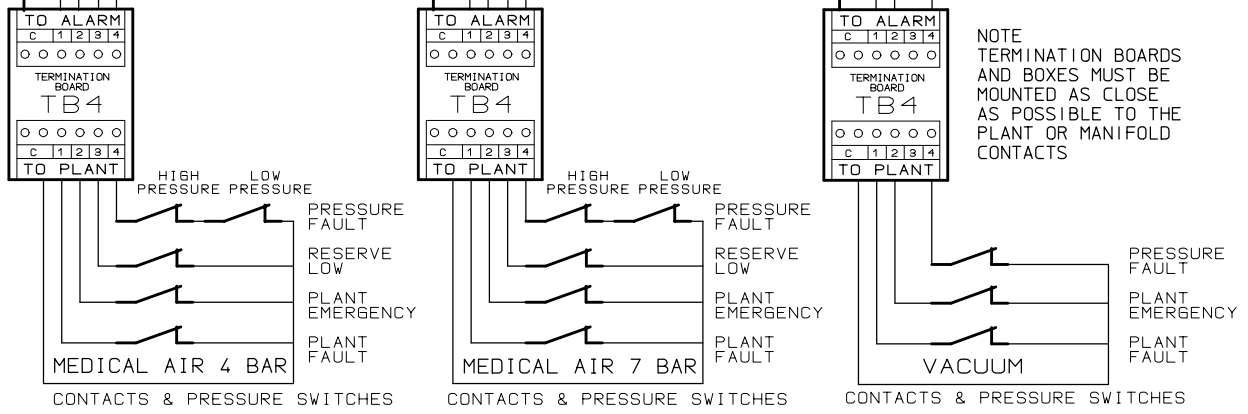 TO ALARM
C 1 2 3 4
TERMINATION
BOARD
TB4
C 1 2 3 4
TO PLANT
HIGH
PRESSURE
LOW
PRESSURE
PRESSURE
FAULT
RESERVE
LOW
PLANT
EMERGENCY
PLANT
FAULT
MEDICAL AIR 4 BAR
CONTACTS & PRESSURE SWITCHES
TO ALARM
C 1 2 3 4
TERMINATION
BOARD
TB4
C 1 2 3 4
TO PLANT
HIGH
PRESSURE
LOW
PRESSURE
PRESSURE
FAULT
RESERVE
LOW
PLANT
EMERGENCY
PLANT
FAULT
MEDICAL AIR 7 BAR
CONTACTS & PRESSURE SWITCHES
TO ALARM
C 1 2 3 4
TERMINATION
BOARD
TB4
C 1 2 3 4
TO PLANT
PRESSURE
FAULT
PLANT
EMERGENCY
PLANT
FAULT
VACUUM
CONTACTS & PRESSURE SWITCHES
NOTE
TERMINATION BOARDS
AND BOXES MUST BE
MOUNTED AS CLOSE
AS POSSIBLE TO THE
PLANT OR MANIFOLD
CONTACTS